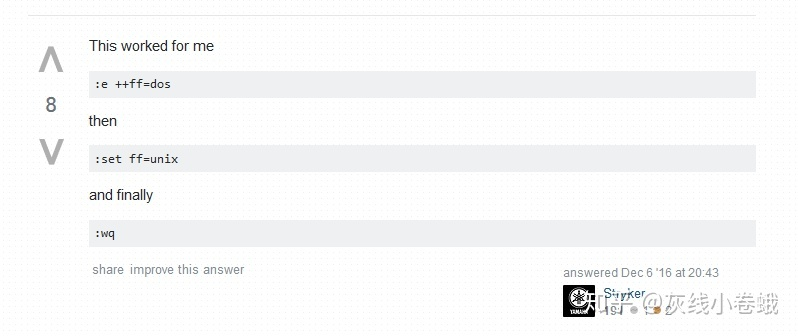 This worked for me
:e ++ff=dos
8
then
:set ff=unix
and finally
:wq
share improve this answer
answered Dec 6 '16 at 20:43
Stryker
YAMAHA
知乎 @灰线小卷蛾